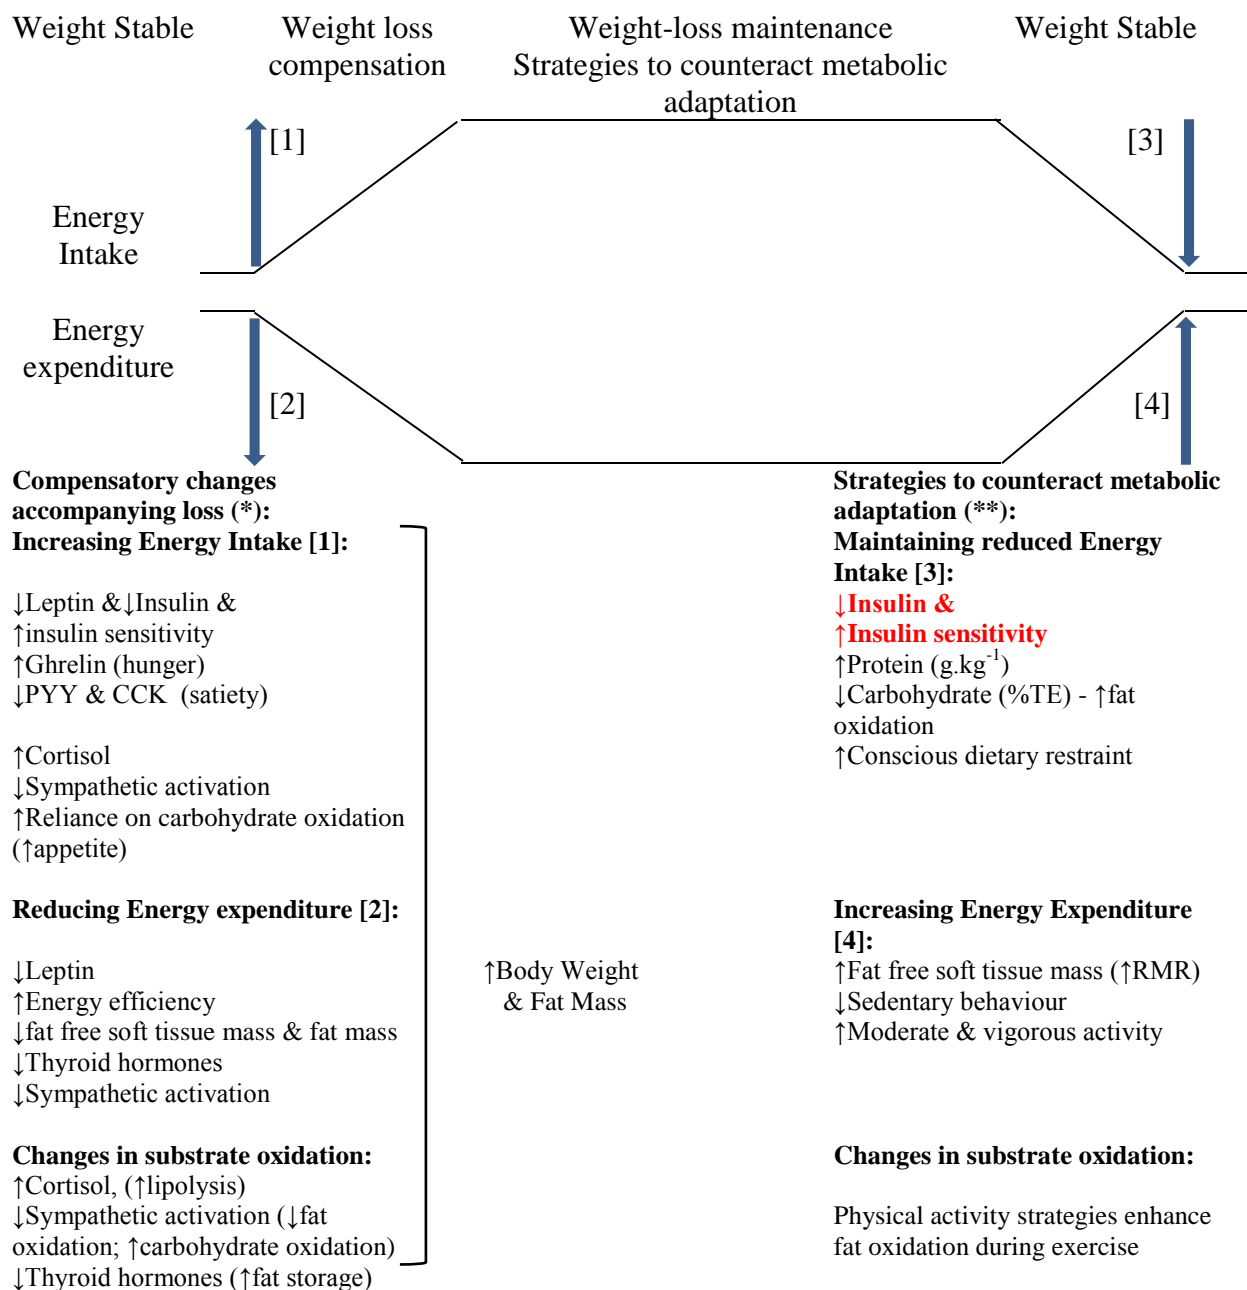 Weight Stable
Weight loss
compensation
Weight-loss maintenance
Strategies to counteract metabolic
adaptation
Weight Stable
[1]
[3]
Energy
Intake
Energy
expenditure
[2]
[4]
Compensatory changes
accompanying loss (*):
Increasing Energy Intake [1]:
↓Leptin &↓Insulin &
↑insulin sensitivity
↑Ghrelin (hunger)
↓PYY & CCK  (satiety)
↑Cortisol
↓Sympathetic activation
↑Reliance on carbohydrate oxidation
(↑appetite)
Reducing Energy expenditure [2]:
↓Leptin
↑Energy efficiency
↓fat free soft tissue mass & fat mass
↓Thyroid hormones
↓Sympathetic activation
Changes in substrate oxidation:
↑Cortisol, (↑lipolysis)
↓Sympathetic activation (↓fat
oxidation; ↑carbohydrate oxidation)
↓Thyroid hormones (↑fat storage)
↑Body Weight
& Fat Mass
Strategies to counteract metabolic
adaptation (**):
Maintaining reduced Energy
Intake [3]:
↓Insulin &
↑Insulin sensitivity
↑Protein (g.kg⁻¹)
↓Carbohydrate (%TE) - ↑fat
oxidation
↑Conscious dietary restraint
Increasing Energy Expenditure
[4]:
↑Fat free soft tissue mass (↑RMR)
↓Sedentary behaviour
↑Moderate & vigorous activity
Changes in substrate oxidation:
Physical activity strategies enhance
fat oxidation during exercise